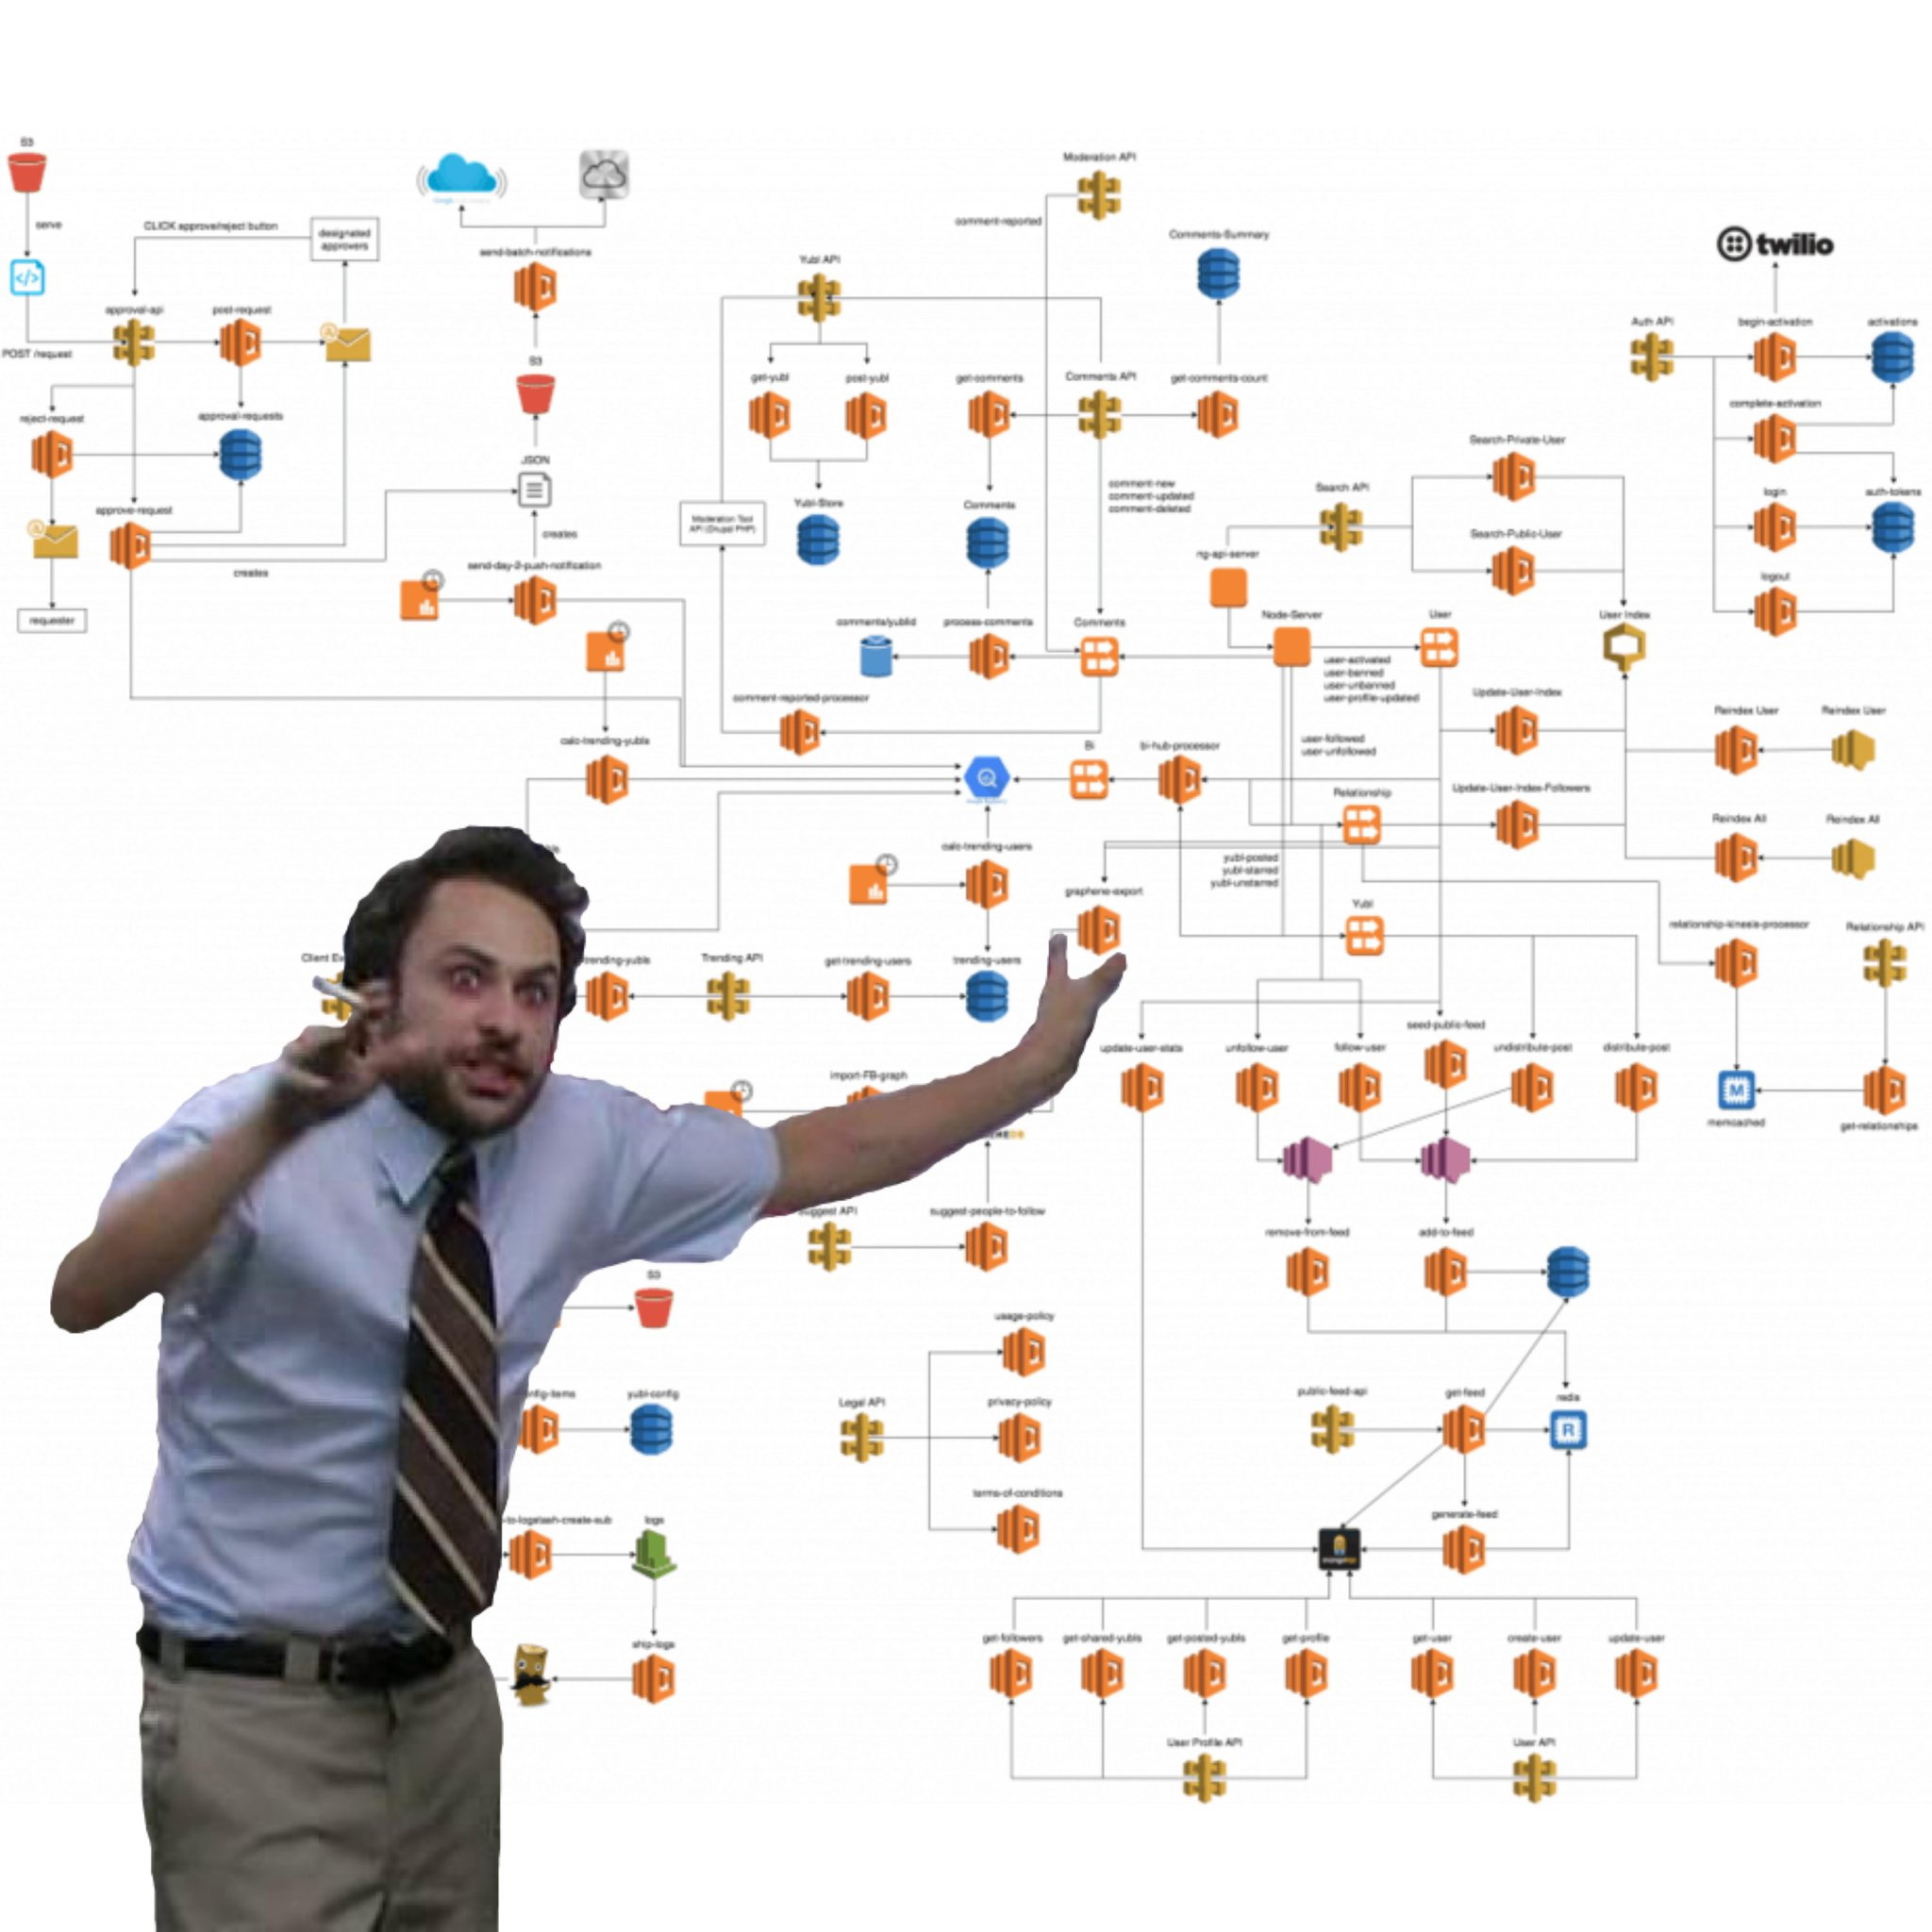 S3
serve
CLICK approve/reject button
designated
approvers
approval-api
post-request
POST /request
reject-request
approval-requests
approve-request
creates
requester
send-batch-notifications
S3
JSON
creates
send-day-2-push-notification
calc-trending-yubls
Moderation API
comment-reported
Comments-Summary
Yubl API
get-yubl
post-yubl
get-comments
Comments API
get-comments-count
Moderation Tool
API (Drupal PHP)
Yubl-Store
Comments
comment-new
comment-updated
comment-deleted
comments/yublid
process-comments
Comments
comment-reported-processor
twilio
Auth API
begin-activation
activations
complete-activation
login
auth-tokens
logout
Search-Private-User
Search API
Search-Public-User
ng-api-server
Node-Server
User
User Index
user-activated
user-banned
user-unbanned
user-profile-updated
Update-User-Index
Reindex User
Reindex User
user-followed
user-unfollowed
Bi
bi-hub-processor
Relationship
Update-User-Index-Followers
Reindex All
Reindex All
calc-trending-users
yubl-posted
yubl-starred
yubl-unstarred
graphene-export
Yubl
relationship-kinesis-processor
Relationship API
Client
trending-yubls
Trending API
get-trending-users
trending-users
seed-public-feed
update-user-stats
unfollow-user
follow-user
undistribute-post
distribute-post
import-FB-graph
memcached
get-relationships
DB
suggest API
suggest-people-to-follow
remove-from-feed
add-to-feed
S3
usage-policy
yubl-config
Legal API
privacy-policy
public-feed-api
get-feed
redis
terms-of-conditions
-to-logstash-create-sub
logs
generate-feed
ship-logs
get-followers
get-shared-yubls
get-posted-yubls
get-profile
get-user
create-user
update-user
User Profile API
User API
M
R